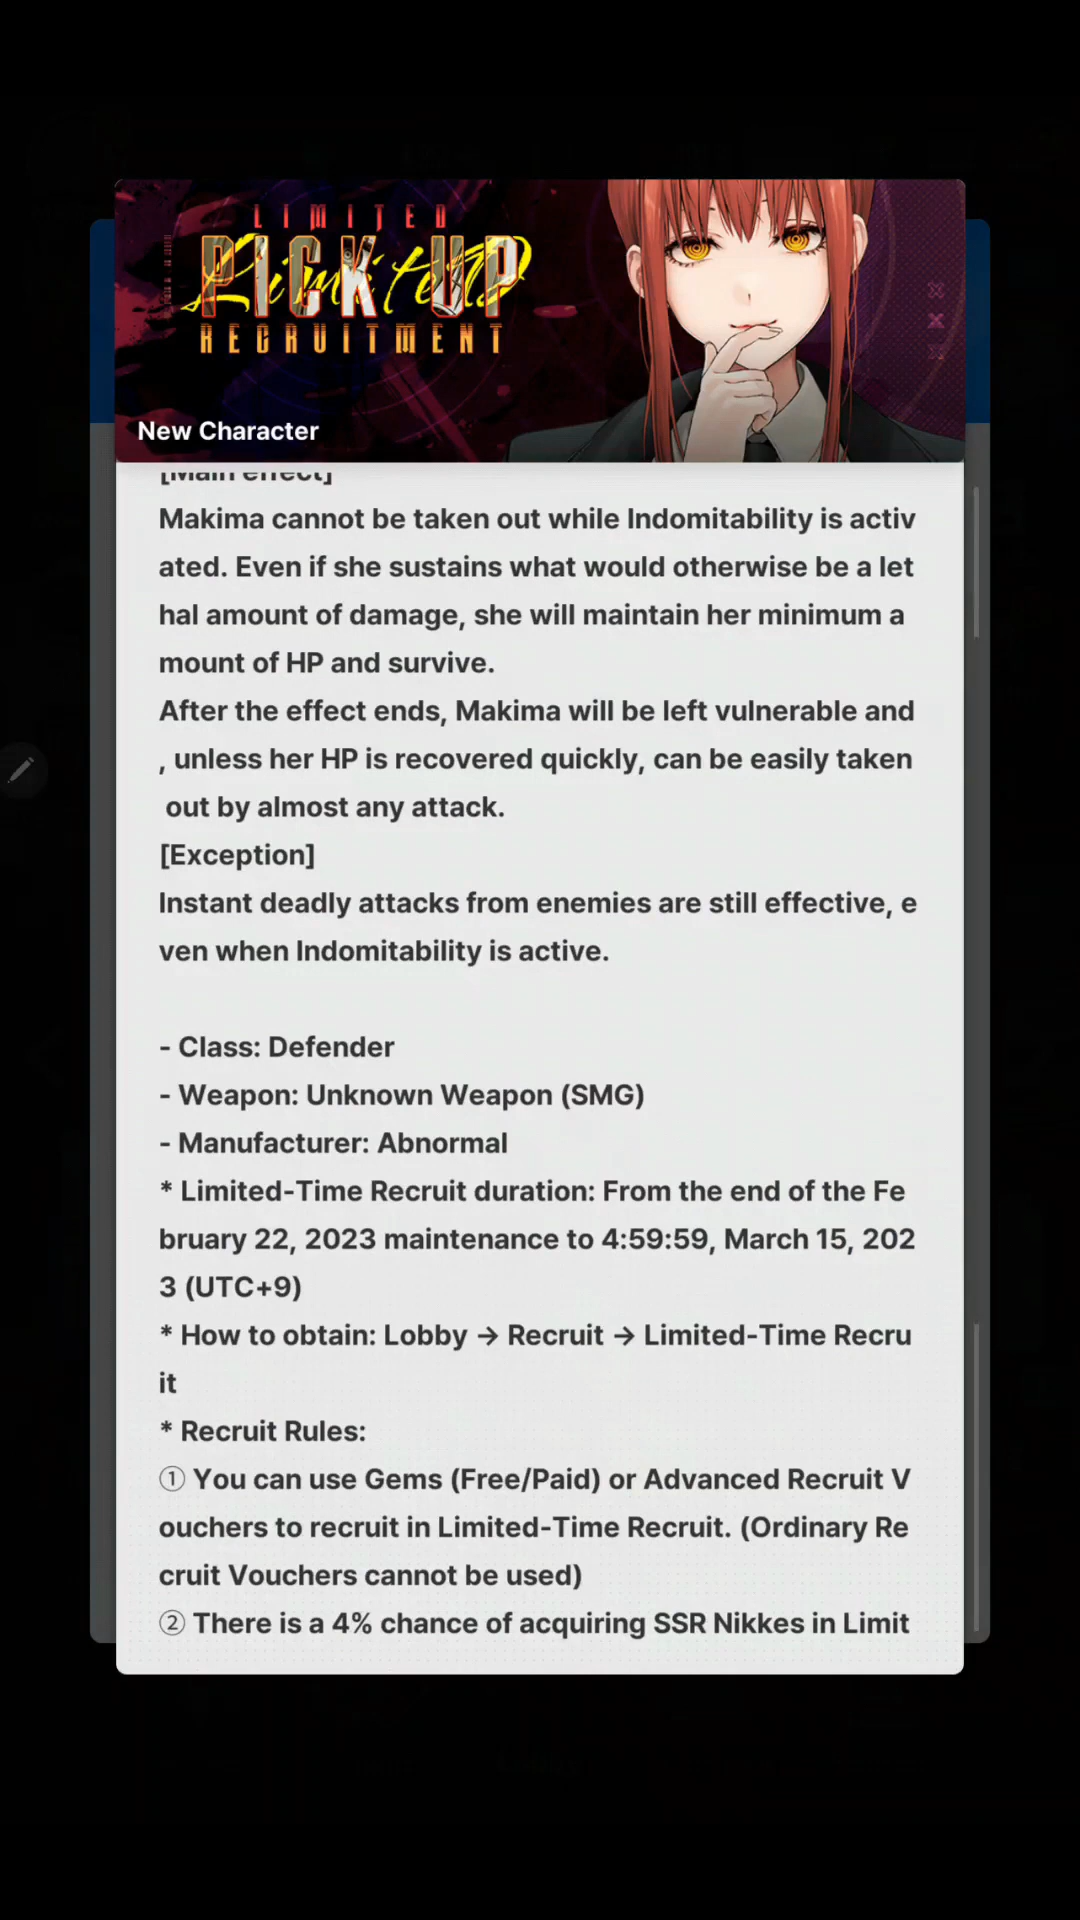 LIMITED
PICK UP
Limited
RECRUITMENT
New Character
[Main effect]
Makima cannot be taken out while Indomitability is activ
ated. Even if she sustains what would otherwise be a let
hal amount of damage, she will maintain her minimum a
mount of HP and survive.
After the effect ends, Makima will be left vulnerable and
, unless her HP is recovered quickly, can be easily taken
out by almost any attack.
[Exception]
Instant deadly attacks from enemies are still effective, e
ven when Indomitability is active.
- Class: Defender
- Weapon: Unknown Weapon (SMG)
- Manufacturer: Abnormal
* Limited-Time Recruit duration: From the end of the Fe
bruary 22, 2023 maintenance to 4:59:59, March 15, 202
3 (UTC+9)
* How to obtain: Lobby → Recruit → Limited-Time Recru
it
* Recruit Rules:
① You can use Gems (Free/Paid) or Advanced Recruit V
ouchers to recruit in Limited-Time Recruit. (Ordinary Re
cruit Vouchers cannot be used)
② There is a 4% chance of acquiring SSR Nikkes in Limit